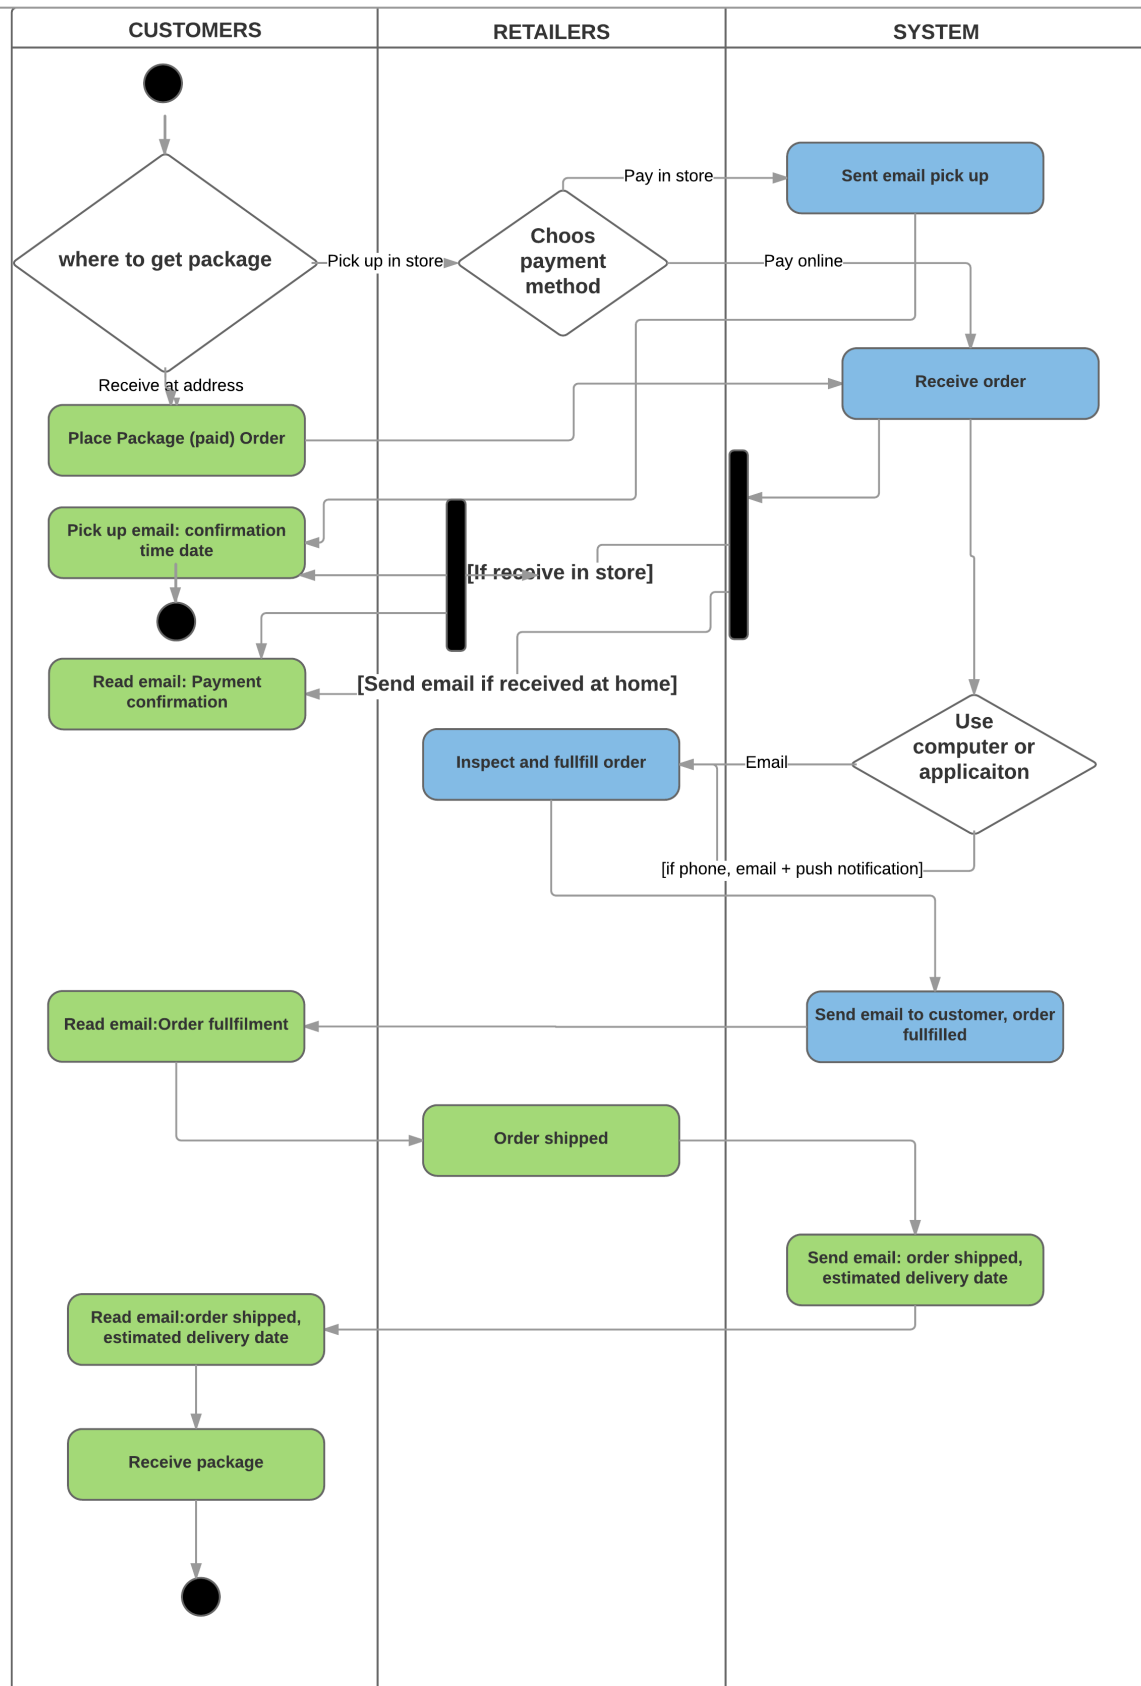 CUSTOMERS
RETAILERS
SYSTEM
where to get package
Pick up in store
Choos
payment
method
Pay in store
Sent email pick up
Pay online
Receive order
Receive at address
Place Package (paid) Order
Pick up email: confirmation
time date
[If receive in store]
Read email: Payment
confirmation
[Send email if received at home]
Use
computer or
applicaiton
Email
Inspect and fullfill order
[if phone, email + push notification]
Read email:Order fullfilment
Send email to customer, order
fullfilled
Order shipped
Send email: order shipped,
estimated delivery date
Read email:order shipped,
estimated delivery date
Receive package